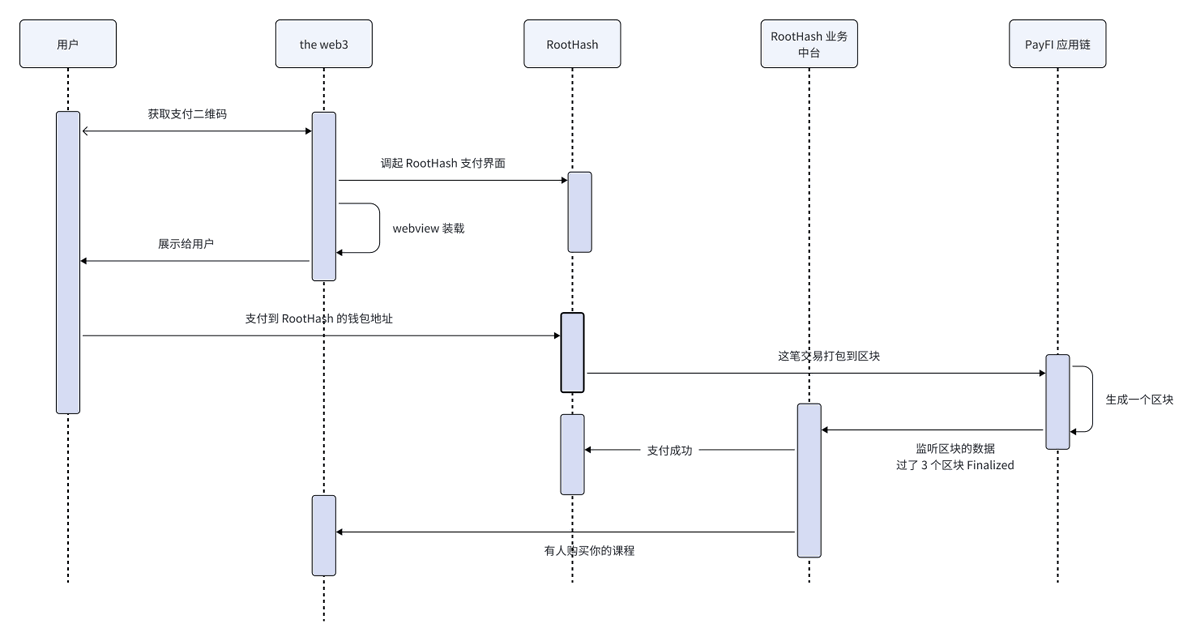 用户
the web3
RootHash
RootHash 业务
中台
PayFI 应用链
获取支付二维码
调起 RootHash 支付界面
webview 装载
展示给用户
支付到 RootHash 的钱包地址
这笔交易打包到区块
生成一个区块
监听区块的数据
过了 3 个区块 Finalized
支付成功
有人购买你的课程